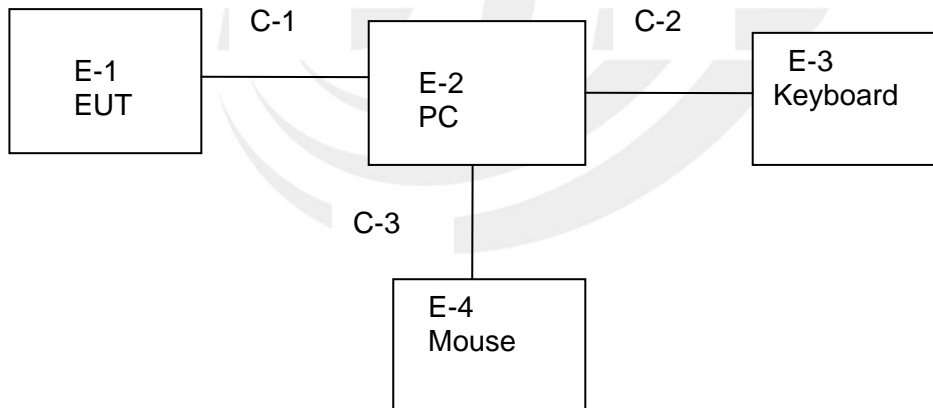 C-1
C-2
E-1
EUT
E-2
PC
E-3
Keyboard
C-3
E-4
Mouse